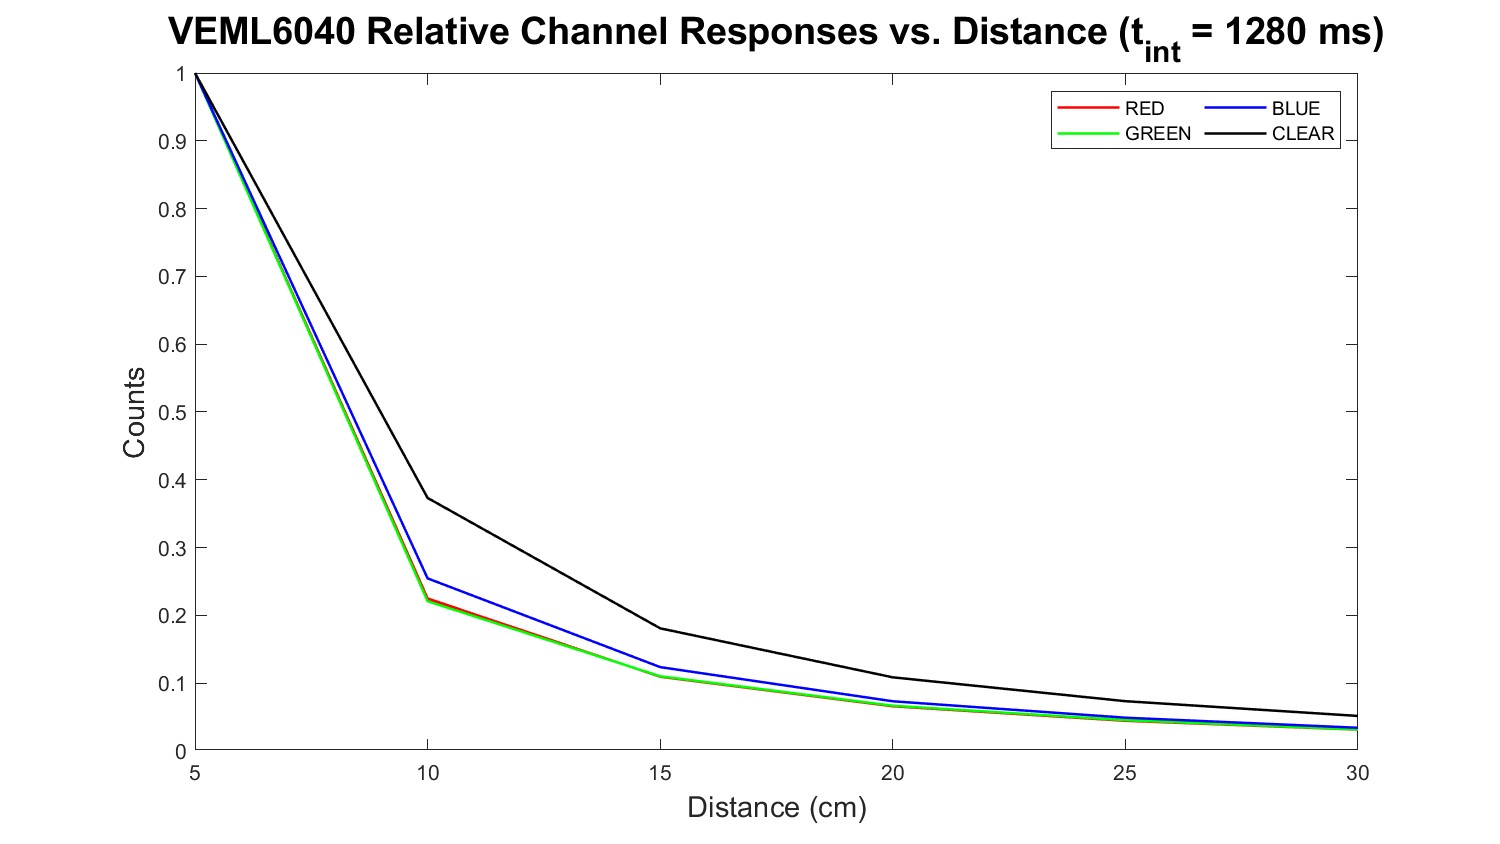 VEML6040 Relative Channel Responses vs. Distance (t_int = 1280 ms)
1
0.9
0.8
0.7
0.6
0.5
0.4
0.3
0.2
0.1
0
Counts
RED BLUE
GREEN CLEAR
5 10 15 20 25 30
Distance (cm)